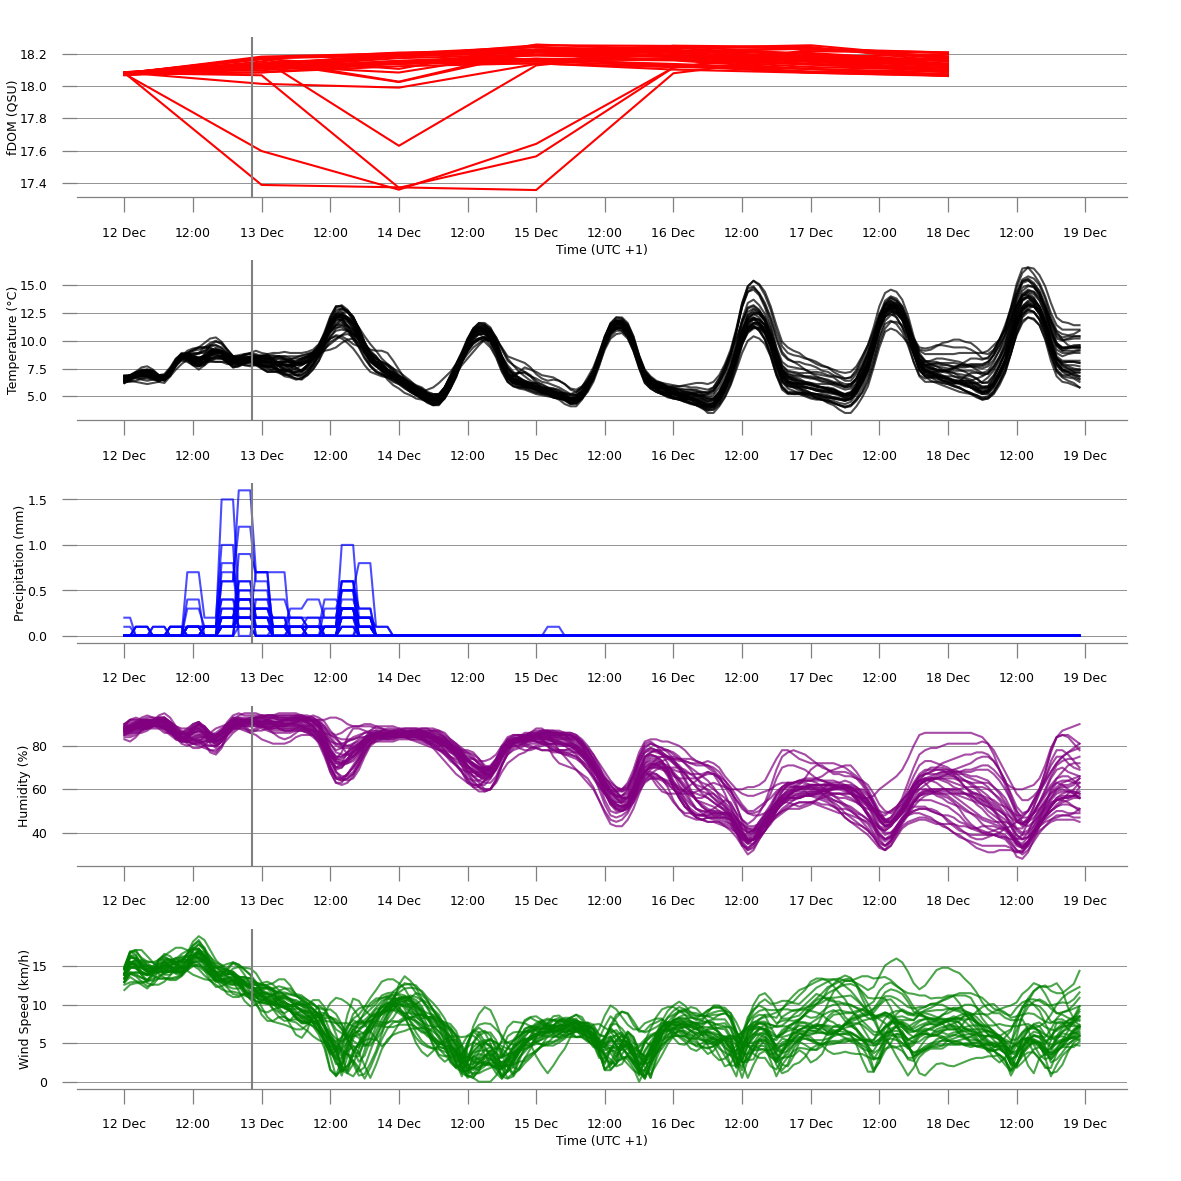 18.2
18.0
17.8
17.6
17.4
fDOM (QSU)
12 Dec 12:00 13 Dec 12:00 14 Dec 12:00 15 Dec 12:00 16 Dec 12:00 17 Dec 12:00 18 Dec 12:00 19 Dec
Time (UTC +1)
15.0
12.5
10.0
7.5
5.0
Temperature (°C)
12 Dec 12:00 13 Dec 12:00 14 Dec 12:00 15 Dec 12:00 16 Dec 12:00 17 Dec 12:00 18 Dec 12:00 19 Dec
1.5
1.0
0.5
0.0
Precipitation (mm)
12 Dec 12:00 13 Dec 12:00 14 Dec 12:00 15 Dec 12:00 16 Dec 12:00 17 Dec 12:00 18 Dec 12:00 19 Dec
80
60
40
Humidity (%)
12 Dec 12:00 13 Dec 12:00 14 Dec 12:00 15 Dec 12:00 16 Dec 12:00 17 Dec 12:00 18 Dec 12:00 19 Dec
15
10
5
0
Wind Speed (km/h)
12 Dec 12:00 13 Dec 12:00 14 Dec 12:00 15 Dec 12:00 16 Dec 12:00 17 Dec 12:00 18 Dec 12:00 19 Dec
Time (UTC +1)